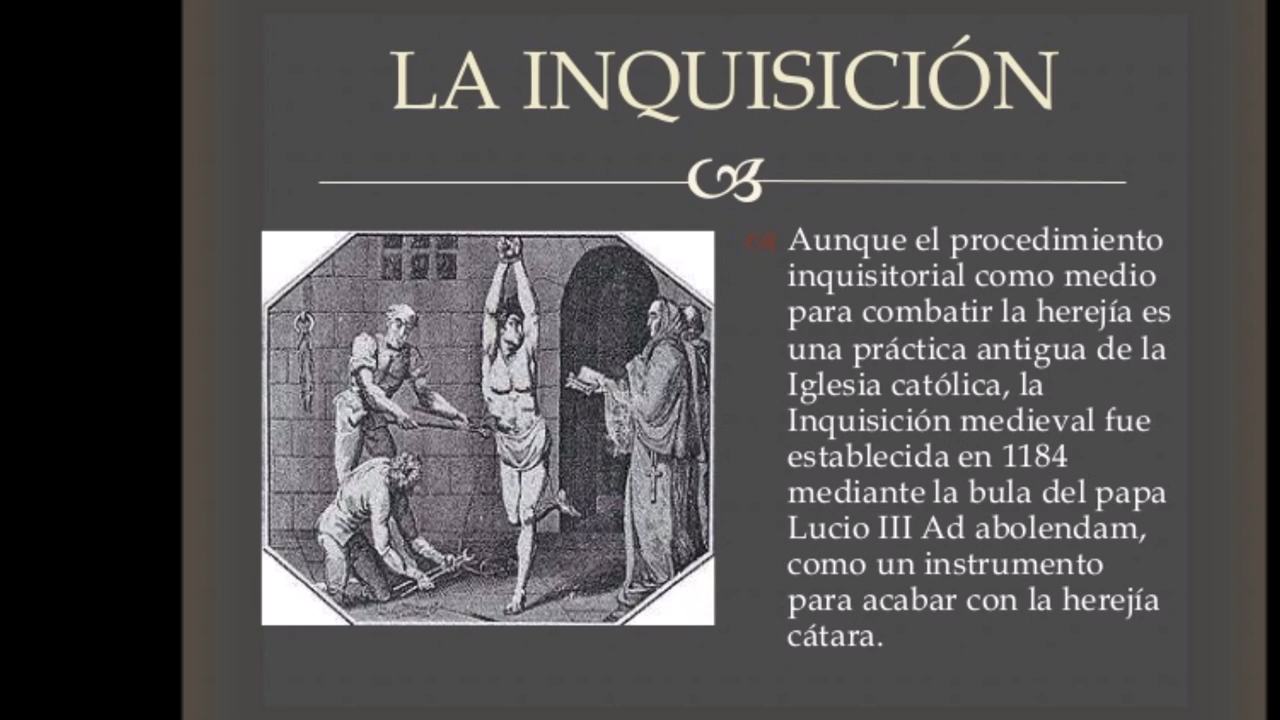 LA INQUISICIÓN
Aunque el procedimiento
inquisitorial como medio
para combatir la herejía es
una práctica antigua de la
Iglesia católica, la
Inquisición medieval fue
establecida en 1184
mediante la bula del papa
Lucio III Ad abolendam,
como un instrumento
para acabar con la herejía
cátara.